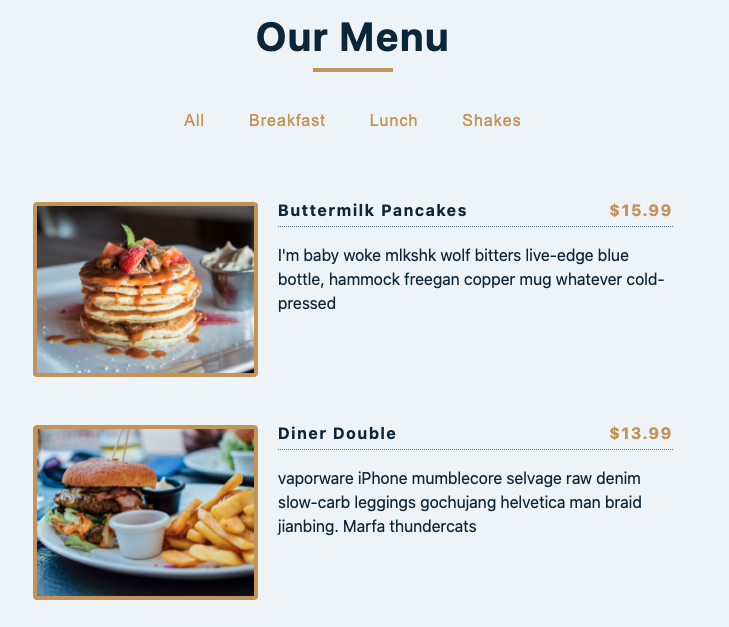 Our Menu
All Breakfast Lunch Shakes
Buttermilk Pancakes $15.99
I'm baby woke mlkshk wolf bitters live-edge blue
bottle, hammock freegan copper mug whatever cold-
pressed
Diner Double $13.99
vaporware iPhone mumblecore selvage raw denim
slow-carb leggings gochujang helvetica man braid
jianbing. Marfa thundercats